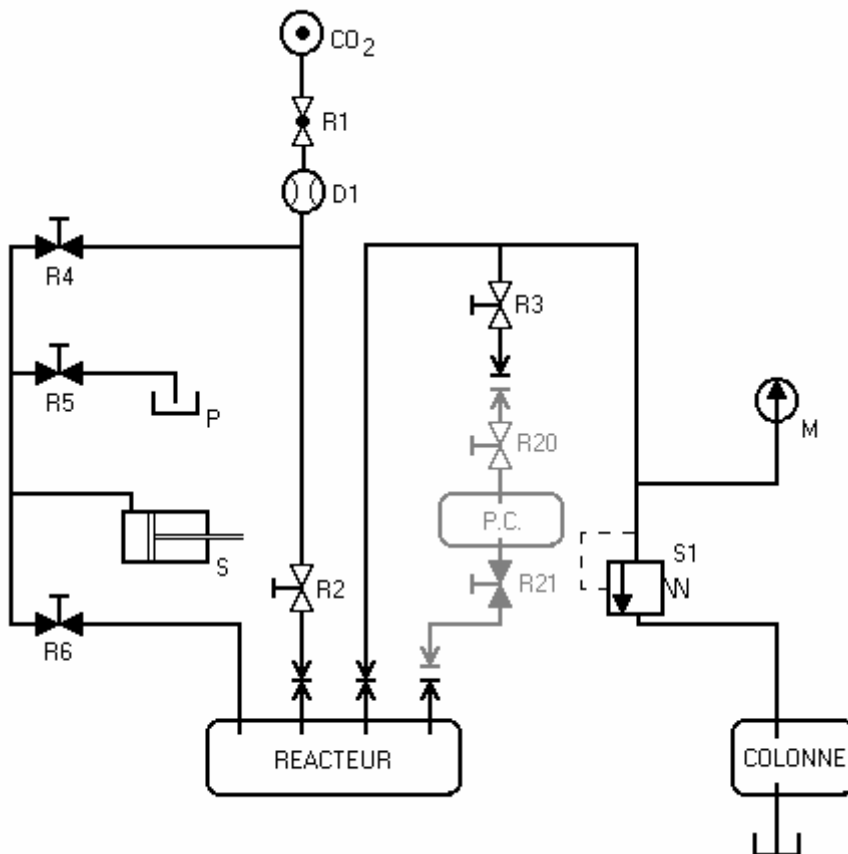 CO2
R1
D1
R4
R3
R5
P
M
R20
P.C.
S1
S
R2
R21
R6
REACTEUR
COLONNE